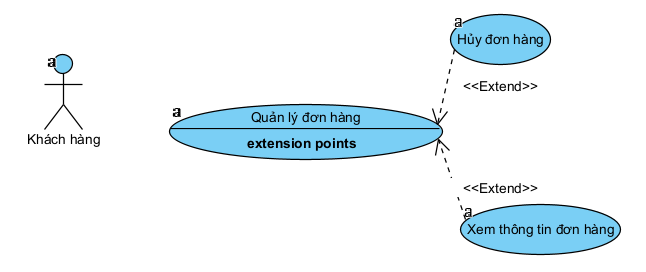 a
Hủy đơn hàng
<<Extend>>
a
Khách hàng
a
Quản lý đơn hàng
extension points
<<Extend>>
a
Xem thông tin đơn hàng